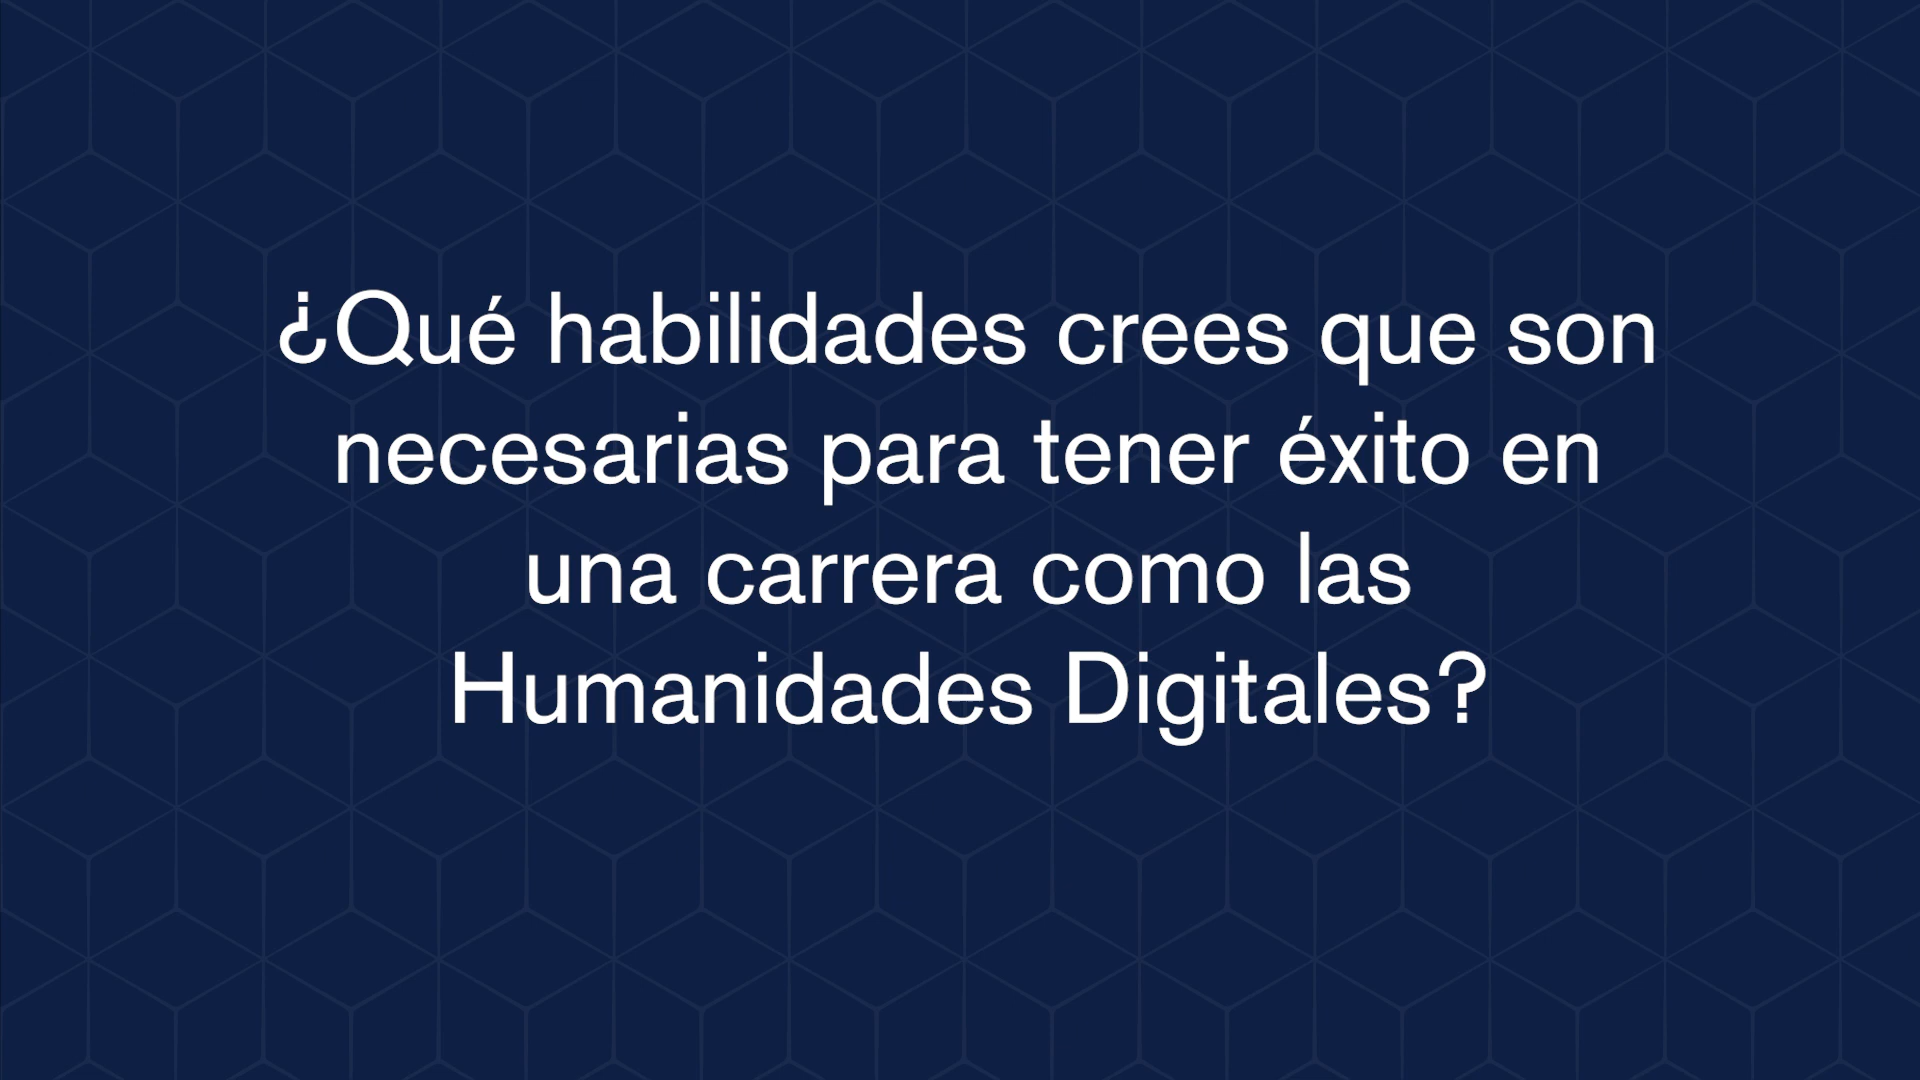 ¿Qué habilidades crees que son
necesarias para tener éxito en
una carrera como las
Humanidades Digitales?